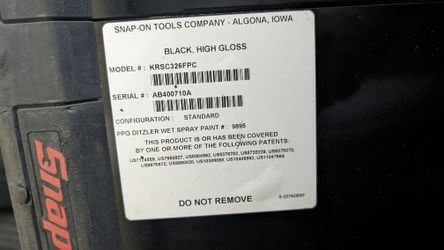 SNAP-ON TOOLS COMPANY - ALGONA, IOWA
BLACK, HIGH GLOSS
MODEL # : KRSC326FPC
SERIAL # : AB400710A
CONFIGURATION : STANDARD
PPG DITZLER WET SPRAY PAINT # : 9895
THIS PRODUCT IS OR HAS BEEN COVERED
BY ONE OR MORE OF THE FOLLOWING PATENTS:
DO NOT REMOVE
Snap